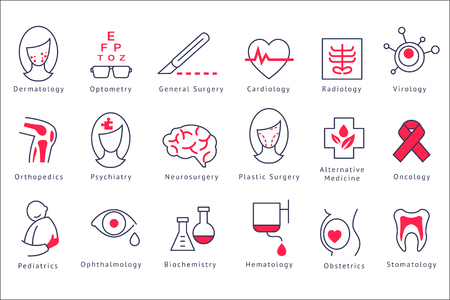 E
F P
T O Z
Dermatology
Optometry
General Surgery
Cardiology
Radiology
Virology
Orthopedics
Psychiatry
Neurosurgery
Plastic Surgery
Alternative
Medicine
Oncology
Pediatrics
Ophthalmology
Biochemistry
Hematology
Obstetrics
Stomatology